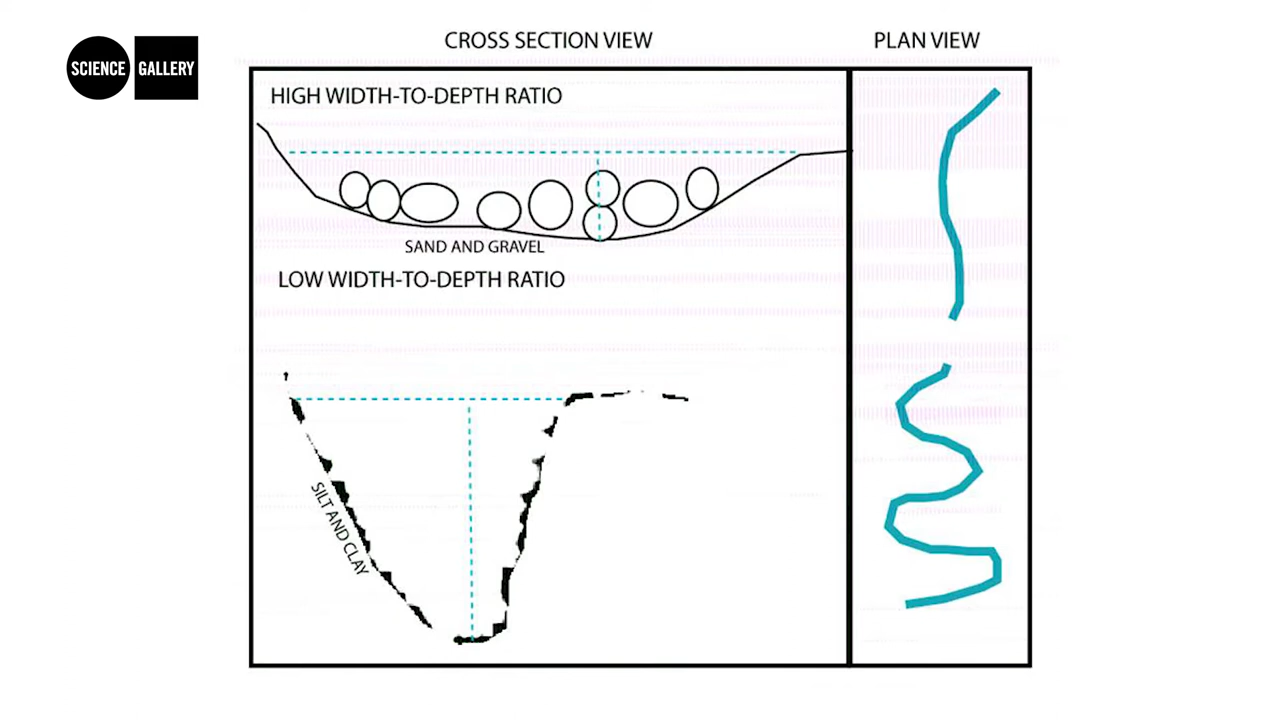 SCIENCE GALLERY
CROSS SECTION VIEW
PLAN VIEW
HIGH WIDTH-TO-DEPTH RATIO
SAND AND GRAVEL
LOW WIDTH-TO-DEPTH RATIO
SILT AND CLAY